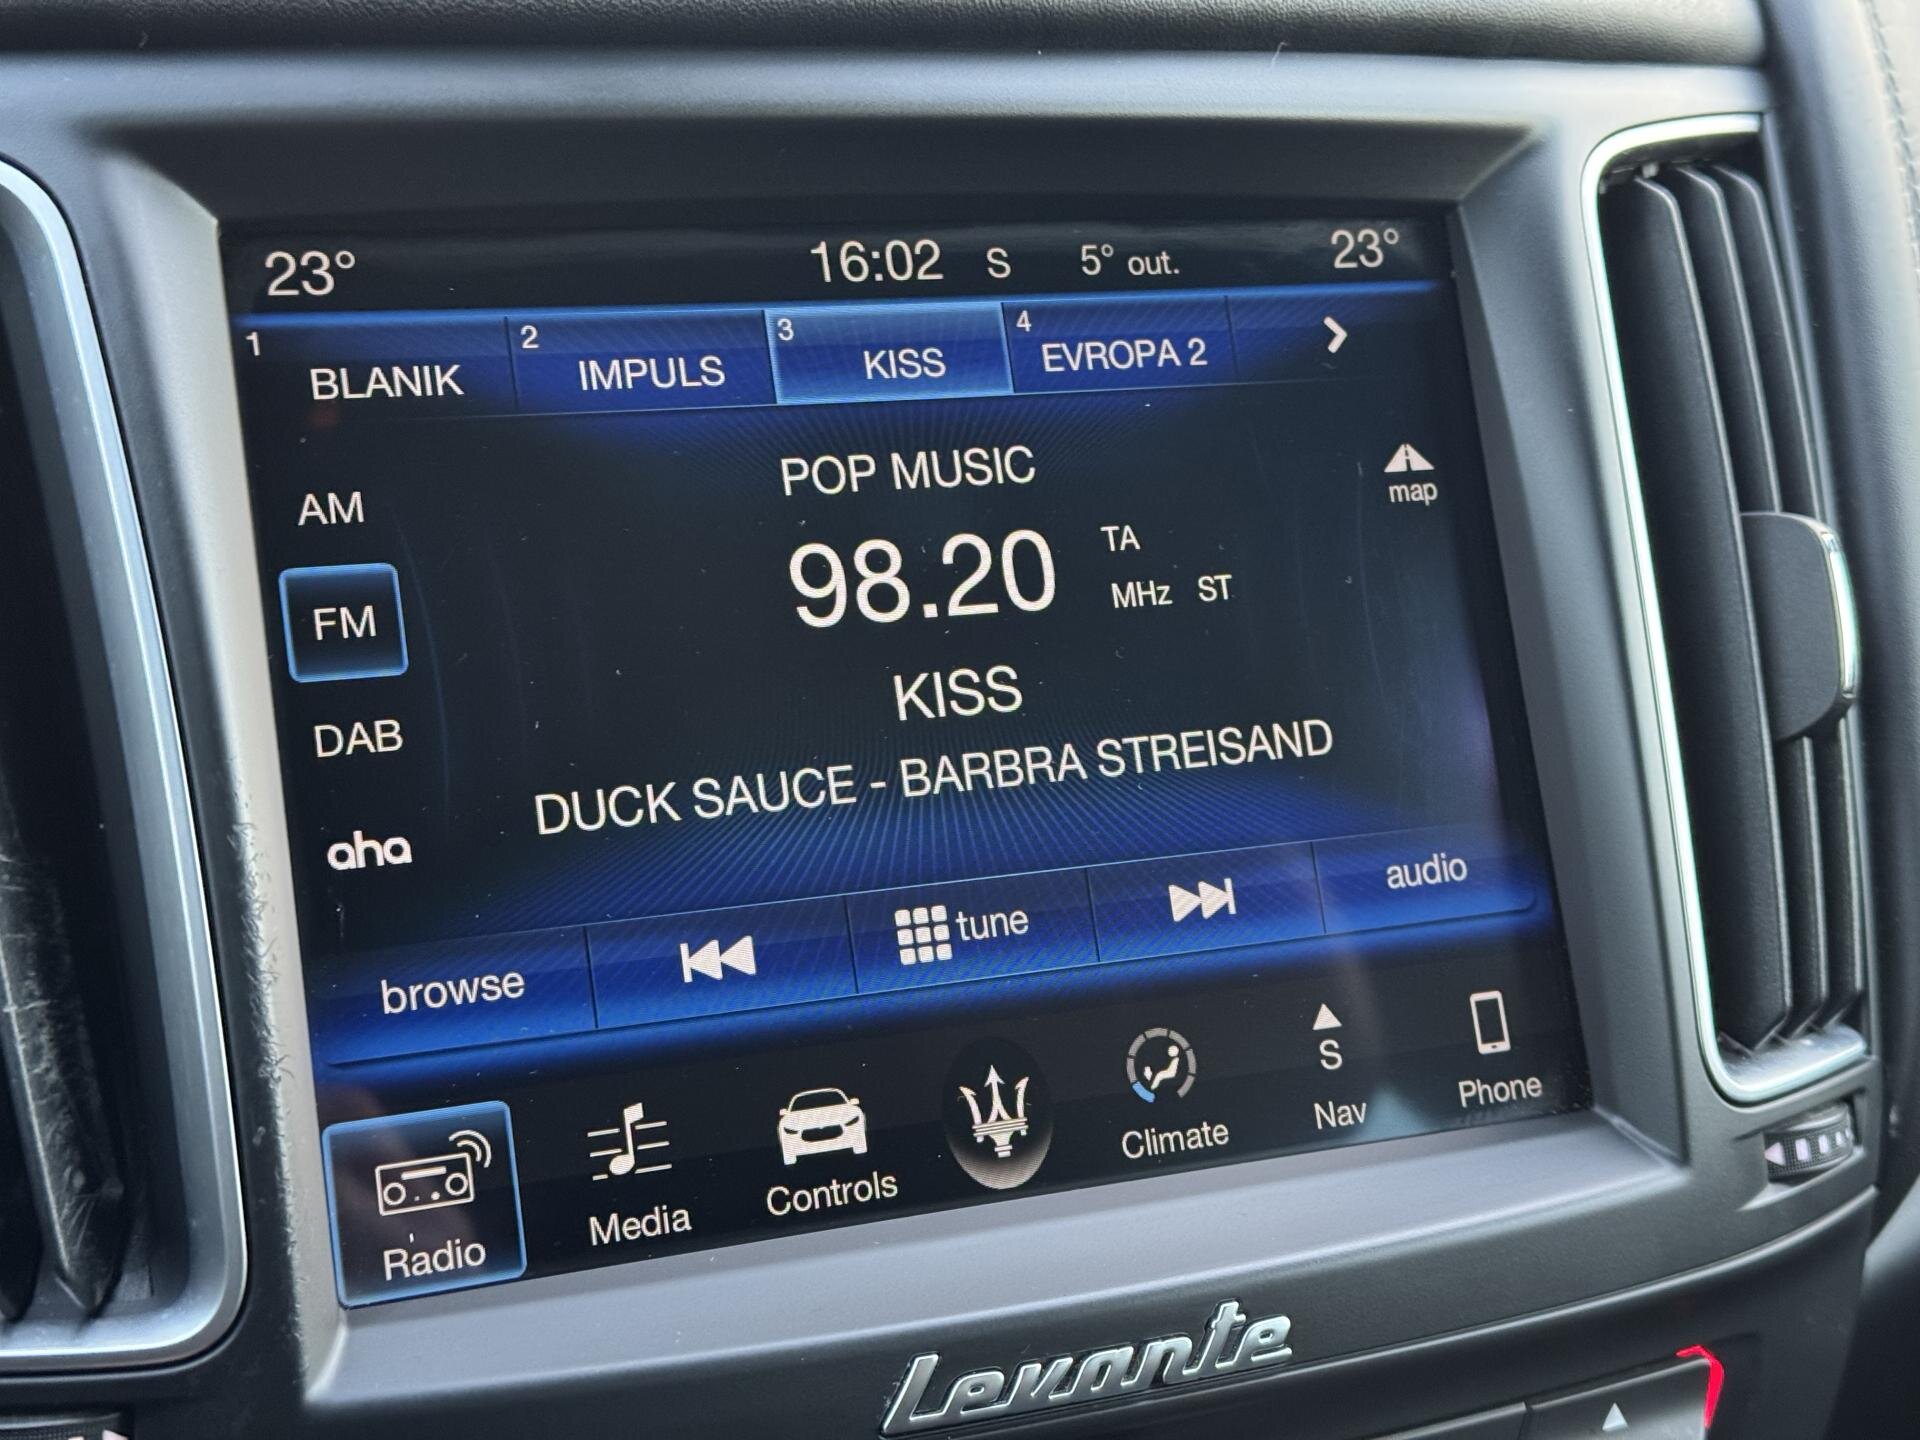 23° 16:02 S 5° out. 23°
1 BLANIK 2 IMPULS 3 KISS 4 EVROPA 2
POP MUSIC
map
AM
98.20 TA
MHz ST
FM
KISS
DAB
DUCK SAUCE - BARBRA STREISAND
aha
browse tune audio
S
Radio Media Controls Climate Nav Phone
Levante